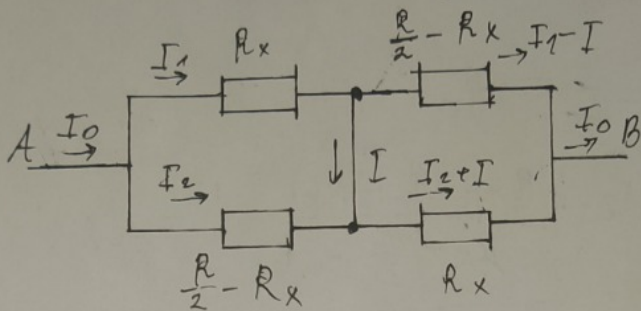 I₁
Rₓ
R/2 - Rₓ
I₁-I
A
I₀
I₂
I
I₂+I
I₀
B
R/2 - Rₓ
Rₓ